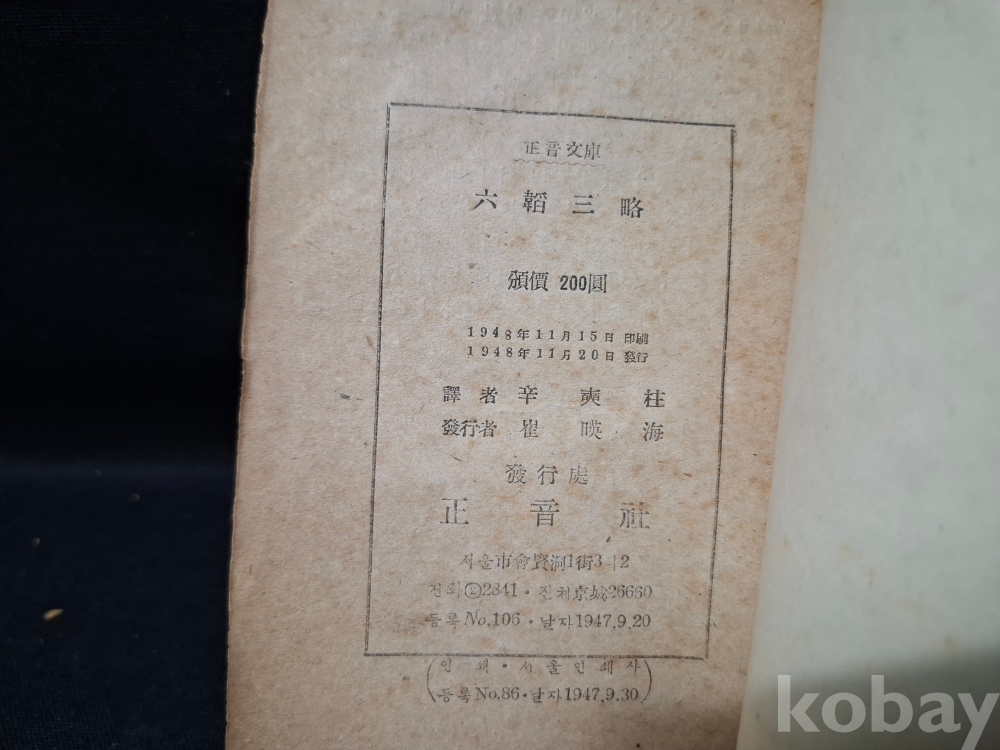 正音文庫
六韜三略
頒價 200圓
1948年11月15日 印刷
1948年11月20日 發行
譯者 辛奭柱
發行者 崔暎海
發行處
正音社
서울市會賢洞1街3의2
전화②2841・진체京城26660
등록No.106・날자1947.9.20
(인쇄・서울인쇄사
등록No.86・날자1947.9.30)
kobay